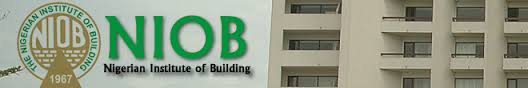 THE NIGERIAN INSTITUTE OF BUILDING
NIOB
1967
NIOB
Nigerian Institute of Building